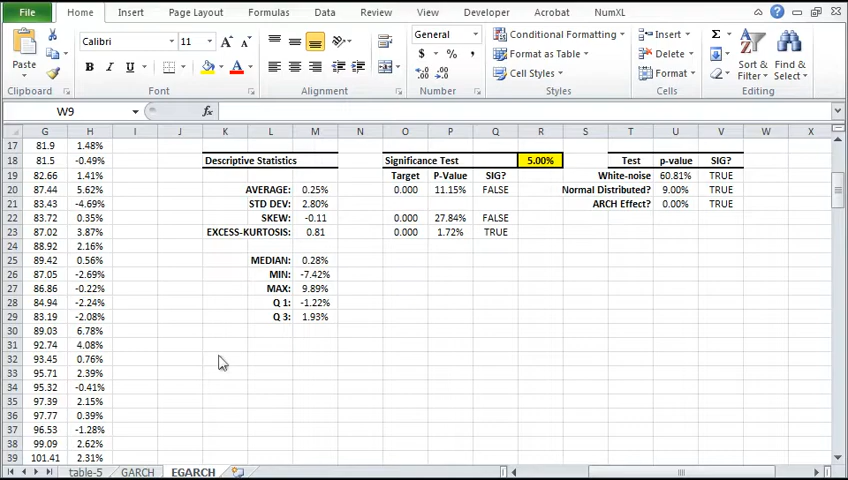 File Home Insert Page Layout Formulas Data Review View Developer Acrobat NumXL
Calibri 11 General Conditional Formatting Insert
$ % , Format as Table Delete
Paste B I U Cell Styles Format Sort & Filter Find & Select
Clipboard Font Alignment Number Styles Cells Editing
W9 fx
G H I J K L M N O P Q R S T U V W X
17 81.9 1.48%
18 81.5 -0.49% Descriptive Statistics Significance Test 5.00% Test p-value SIG?
19 82.66 1.41% Target P-Value SIG? White-noise 60.81% TRUE
20 87.44 5.62% AVERAGE: 0.25% 0.000 11.15% FALSE Normal Distributed? 9.00% TRUE
21 83.43 -4.69% STD DEV: 2.80% ARCH Effect? 0.00% TRUE
22 83.72 0.35% SKEW: -0.11 0.000 27.84% FALSE
23 87.02 3.87% EXCESS-KURTOSIS: 0.81 0.000 1.72% TRUE
24 88.92 2.16%
25 89.42 0.56% MEDIAN: 0.28%
26 87.05 -2.69% MIN: -7.42%
27 86.86 -0.22% MAX: 9.89%
28 84.94 -2.24% Q 1: -1.22%
29 83.19 -2.08% Q 3: 1.93%
30 89.03 6.78%
31 92.74 4.08%
32 93.45 0.76%
33 95.71 2.39%
34 95.32 -0.41%
35 97.39 2.15%
36 97.77 0.39%
37 96.53 -1.28%
38 99.09 2.62%
39 101.41 2.31%
table-5 GARCH EGARCH